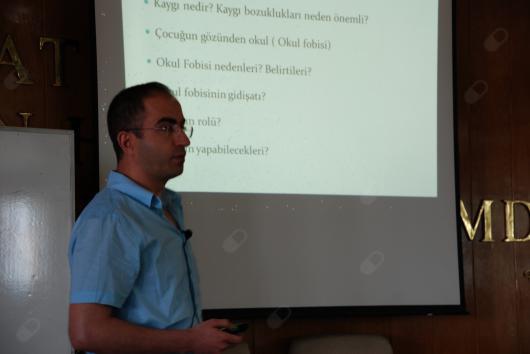 • Kaygı nedir? Kaygı bozuklukları neden önemli?
• Çocuğun gözünden okul ( Okul fobisi)
• Okul Fobisi nedenleri? Belirtileri?
fobisinin gidişatı?
rolü?
yapabilecekleri?
AT
MD